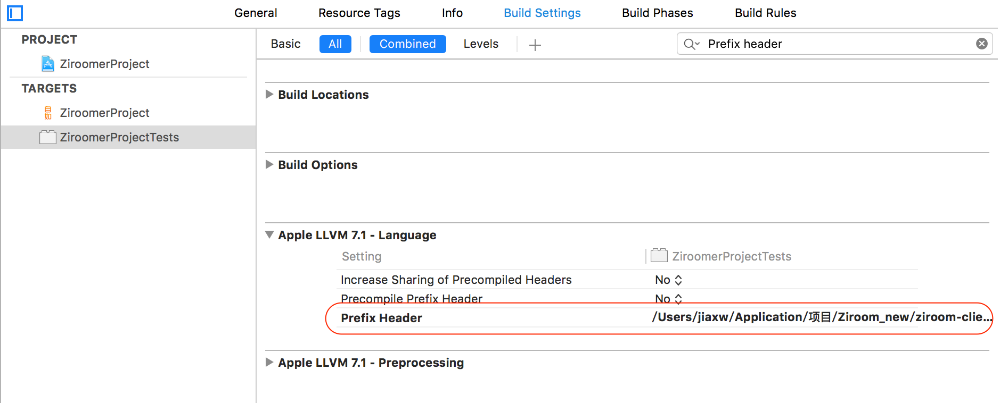 General Resource Tags Info Build Settings Build Phases Build Rules
PROJECT
ZiroomerProject
TARGETS
自如 ZiroomerProject
ZiroomerProjectTests
Basic All Combined Levels Prefix header
Build Locations
Build Options
Apple LLVM 7.1 - Language
Setting ZiroomerProjectTests
Increase Sharing of Precompiled Headers No
Precompile Prefix Header No
Prefix Header /Users/jiaxw/Application/项目/Ziroom_new/ziroom-clie...
Apple LLVM 7.1 - Preprocessing